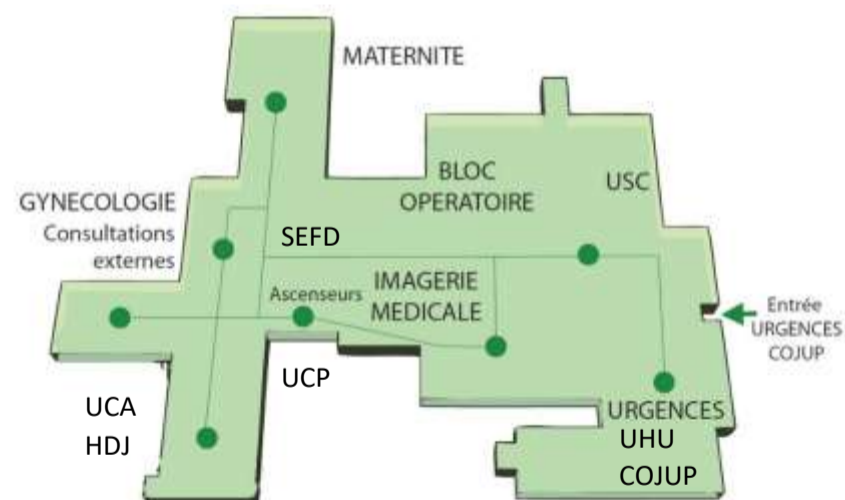 MATERNITE
BLOC
OPERATOIRE
USC
GYNECOLOGIE
Consultations
externes
SEFD
Ascenseurs
IMAGERIE
MEDICALE
Entrée
URGENCES
COJUP
UCP
UCA
HDJ
URGENCES
UHU
COJUP